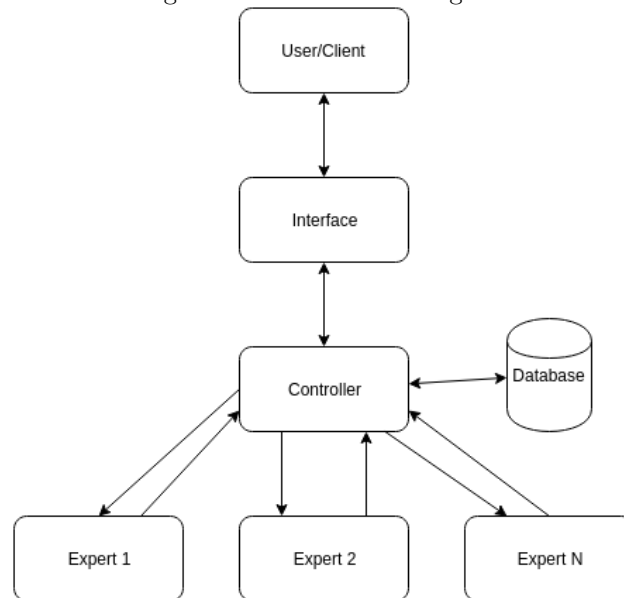 User/Client
Interface
Controller
Database
Expert 1
Expert 2
Expert N